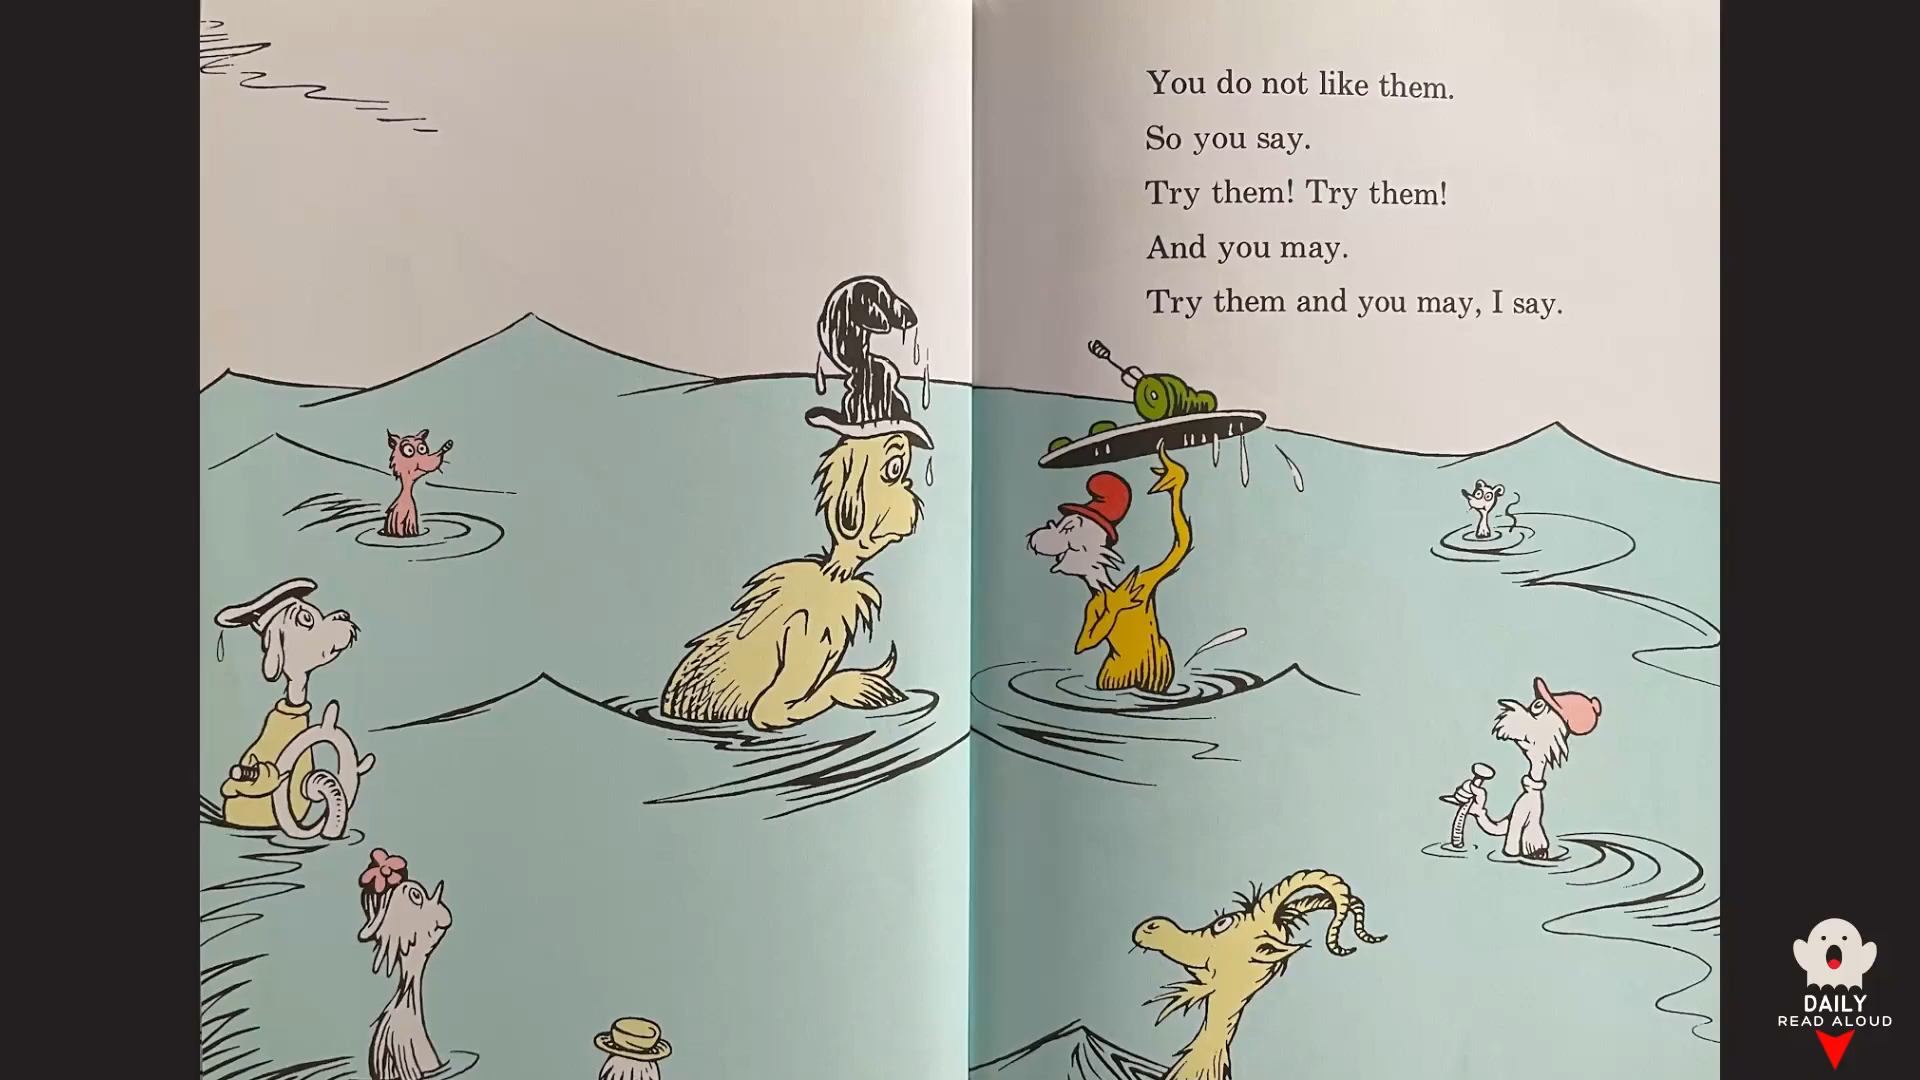 You do not like them.
So you say.
Try them! Try them!
And you may.
Try them and you may, I say.
DAILY
READ ALOUD